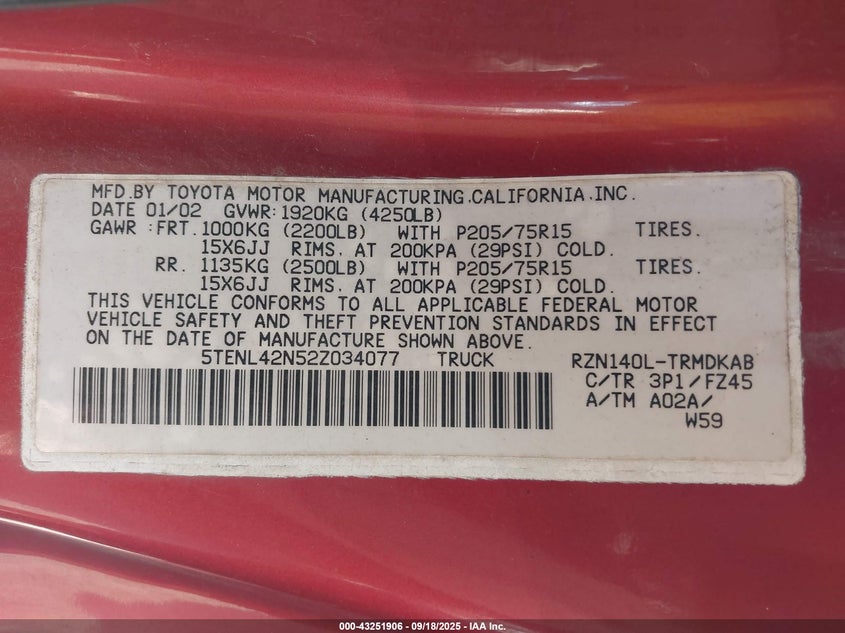 MFD.BY TOYOTA MOTOR MANUFACTURING.CALIFORNIA.INC.
DATE 01/02 GVWR:1920KG (4250LB)
GAWR :FRT.1000KG (2200LB) WITH P205/75R15 TIRES.
15X6JJ RIMS. AT 200KPA (29PSI) COLD.
RR. 1135KG (2500LB) WITH P205/75R15 TIRES.
15X6JJ RIMS. AT 200KPA (29PSI) COLD.
THIS VEHICLE CONFORMS TO ALL APPLICABLE FEDERAL MOTOR
VEHICLE SAFETY AND THEFT PREVENTION STANDARDS IN EFFECT
ON THE DATE OF MANUFACTURE SHOWN ABOVE.
5TENL42N52Z034077 TRUCK RZN140L-TRMDKAB
C/TR 3P1/FZ45
A/TM A02A/
W59
000-43251906 - 09/18/2025 - IAA Inc.